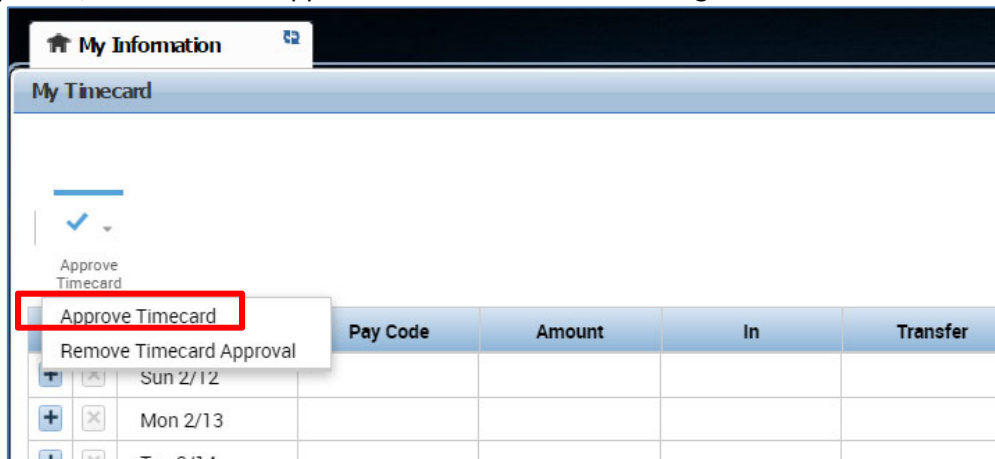 My Information
My Timecard
Approve
Timecard
Approve Timecard
Remove Timecard Approval
Pay Code Amount In Transfer
Sun 2/12
Mon 2/13